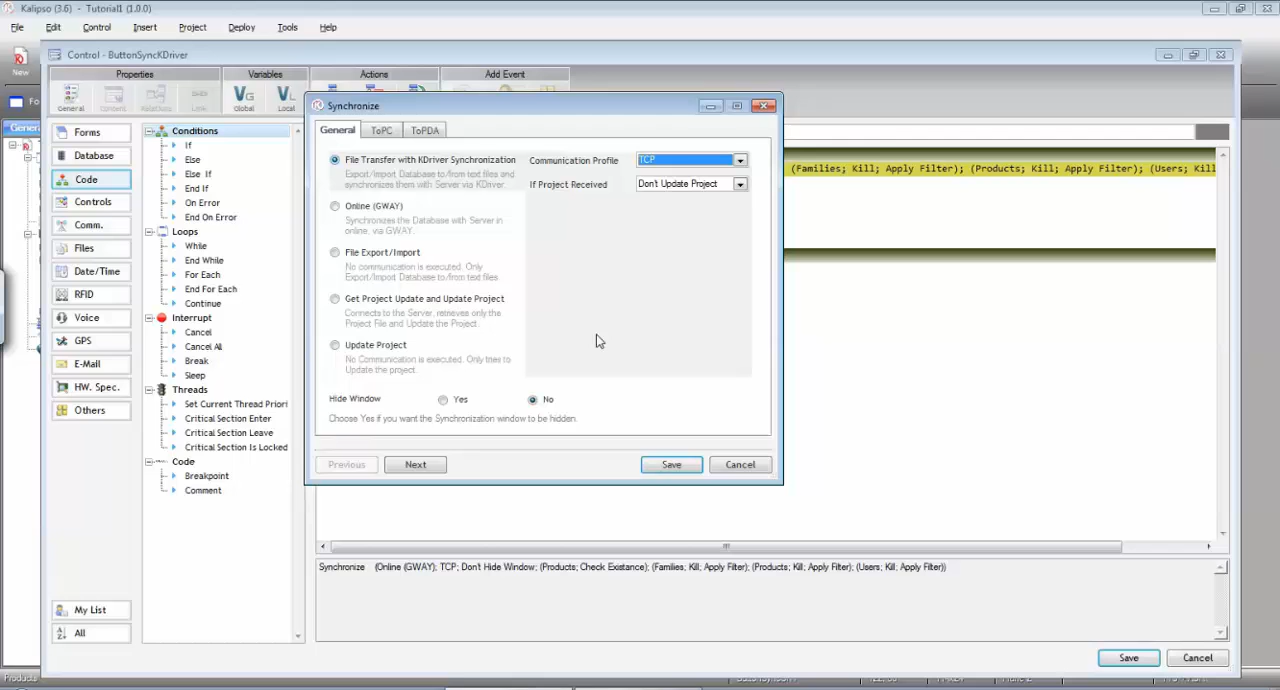 Kalipso (3.6) - Tutorial1 (1.0.0)
File Edit Control Insert Project Deploy Tools Help
New
Control - ButtonSyncKDriver
Properties Variables Actions Add Event
General Global Local
Synchronize
General ToPC ToPDA
File Transfer with KDriver Synchronization
Export/Import Database to/from text files and
synchronize them with Server via KDriver.
Communication Profile TCP
If Project Received Don't Update Project
Online (GWAY)
Synchronizes the Database with Server in
online, via GWAY.
File Export/Import
No communication is executed. Only
Export/Import Database to/from text files
Get Project Update and Update Project
Connects to the Server, retrieves only the
Project File and Update the Project.
Update Project
No Communication is executed. Only tries to
Update the project.
Hide Window Yes No
Choose Yes if you want the Synchronization window to be hidden.
Previous Next Save Cancel
Forms
Database
Code
Controls
Comm.
Files
Date/Time
RFID
Voice
GPS
E-Mail
HW. Spec.
Others
My List
All
Conditions
If
Else
Else If
End If
On Error
End On Error
Loops
While
End While
For Each
End For Each
Continue
Interrupt
Cancel
Cancel All
Break
Sleep
Threads
Set Current Thread Priori
Critical Section Enter
Critical Section Leave
Critical Section Is Locked
Code
Breakpoint
Comment
(Families; Kill; Apply Filter); (Products; Kill; Apply Filter); (Users; Kill
Synchronize (Online (GWAY); TCP; Don't Hide Window; (Products; Check Existance); (Families; Kill; Apply Filter); (Products; Kill; Apply Filter); (Users; Kill; Apply Filter))
Save Cancel